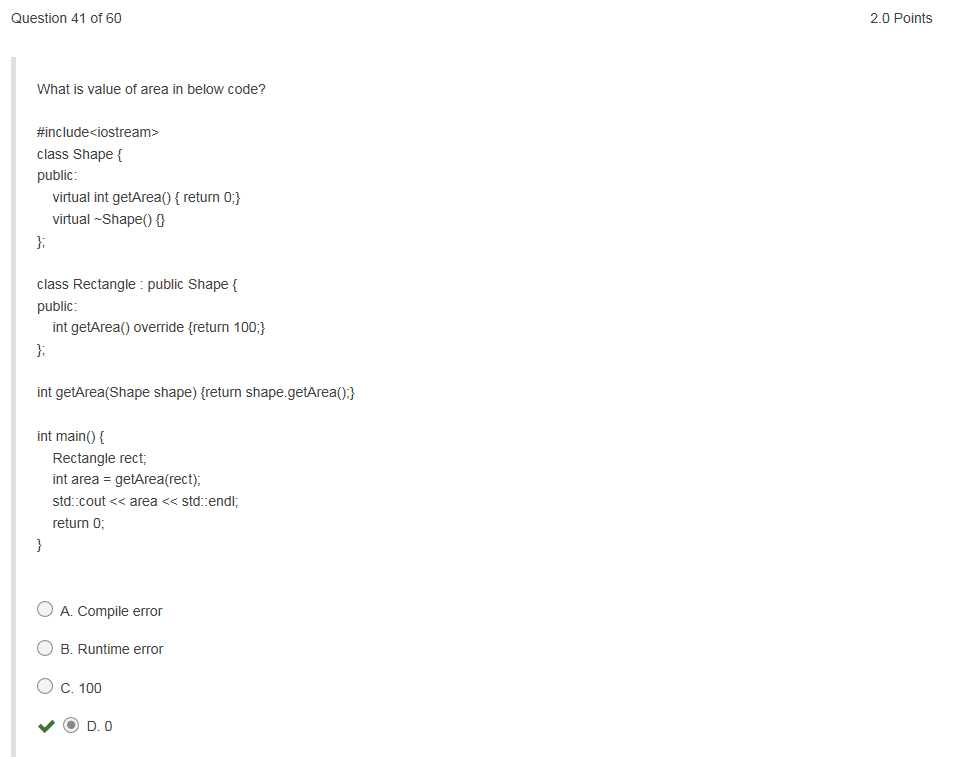 Question 41 of 60
2.0 Points
What is value of area in below code?
#include<iostream>
class Shape {
public:
virtual int getArea() { return 0;}
virtual ~Shape() {}
};
class Rectangle : public Shape {
public:
int getArea() override {return 100;}
};
int getArea(Shape shape) {return shape.getArea();}
int main() {
Rectangle rect;
int area = getArea(rect);
std::cout << area << std::endl;
return 0;
}
A. Compile error
B. Runtime error
C. 100
D. 0